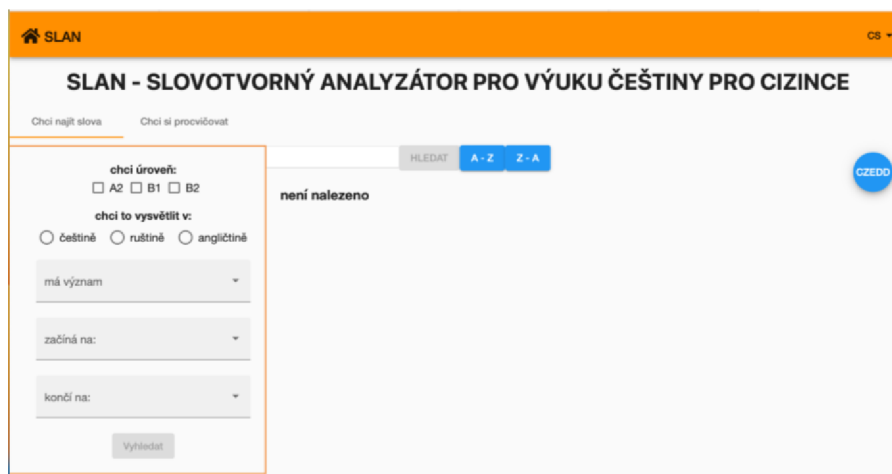 SLAN
CS
SLAN - SLOVOTVORNÝ ANALYZÁTOR PRO VÝUKU ČEŠTINY PRO CIZINCE
Chci najít slova Chci si procvičovat
HLEDAT A - Z Z - A
CZEDD
chci úroveň:
A2 B1 B2
není nalezeno
chci to vysvětlit v:
češtině ruštině angličtině
má význam
začíná na:
končí na:
Vyhledat